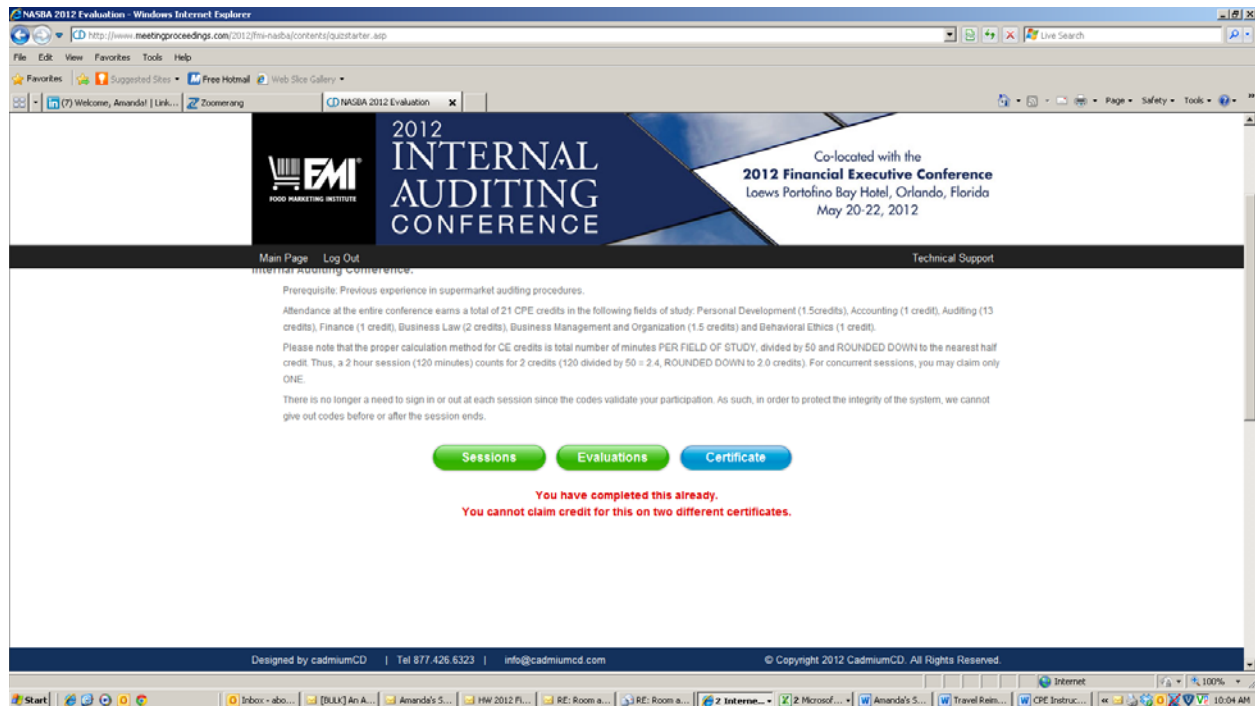 NASBA 2012 Evaluation - Windows Internet Explorer
http://www.meetingproceedings.com/2012/fmi-nasba/contents/quizstarter.asp
Live Search
File Edit View Favorites Tools Help
Favorites Suggested Sites Free Hotmail Web Slice Gallery
(7) Welcome, Amanda! | Link... Zoomerang NASBA 2012 Evaluation Page Safety Tools
FMI
FOOD MARKETING INSTITUTE
2012
INTERNAL
AUDITING
CONFERENCE
Co-located with the
2012 Financial Executive Conference
Loews Portofino Bay Hotel, Orlando, Florida
May 20-22, 2012
Main Page Log Out Technical Support
Internal Auditing Conference.
Prerequisite: Previous experience in supermarket auditing procedures.
Attendance at the entire conference earns a total of 21 CPE credits in the following fields of study: Personal Development (1.5credits), Accounting (1 credit), Auditing (13
credits), Finance (1 credit), Business Law (2 credits), Business Management and Organization (1.5 credits) and Behavioral Ethics (1 credit).
Please note that the proper calculation method for CE credits is total number of minutes PER FIELD OF STUDY, divided by 50 and ROUNDED DOWN to the nearest half
credit. Thus, a 2 hour session (120 minutes) counts for 2 credits (120 divided by 50 = 2.4, ROUNDED DOWN to 2.0 credits). For concurrent sessions, you may claim only
ONE.
There is no longer a need to sign in or out at each session since the codes validate your participation. As such, in order to protect the integrity of the system, we cannot
give out codes before or after the session ends.
Sessions Evaluations Certificate
You have completed this already.
You cannot claim credit for this on two different certificates.
Designed by cadmiumCD | Tel 877.426.6323 | info@cadmiumcd.com © Copyright 2012 CadmiumCD. All Rights Reserved.
Internet 100%
Start Inbox - abo... [BULK] An A... Amanda's S... HW 2012 Fi... RE: Room a... RE: Room a... 2 Interne... 2 Microsof... Amanda's S... Travel Reim... CPE Instruc... 10:04 AM